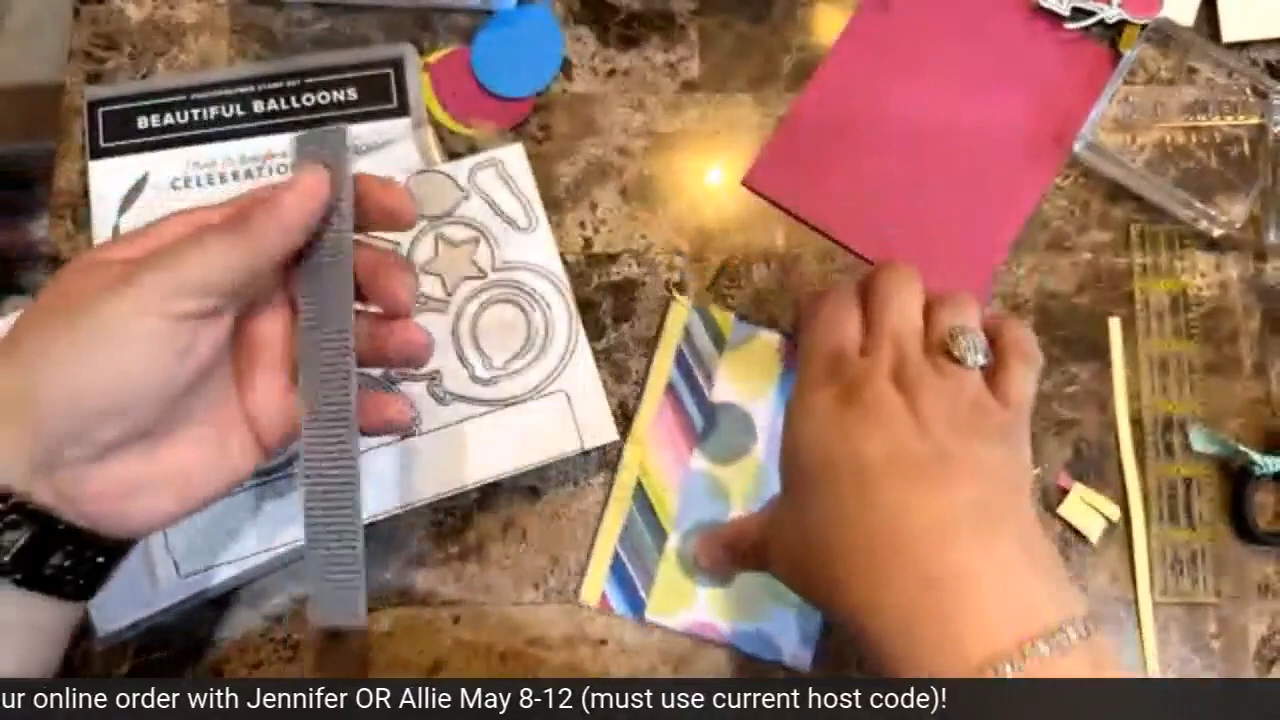 BEAUTIFUL BALLOONS
CELEBRATIO
ur online order with Jennifer OR Allie May 8-12 (must use current host code)!